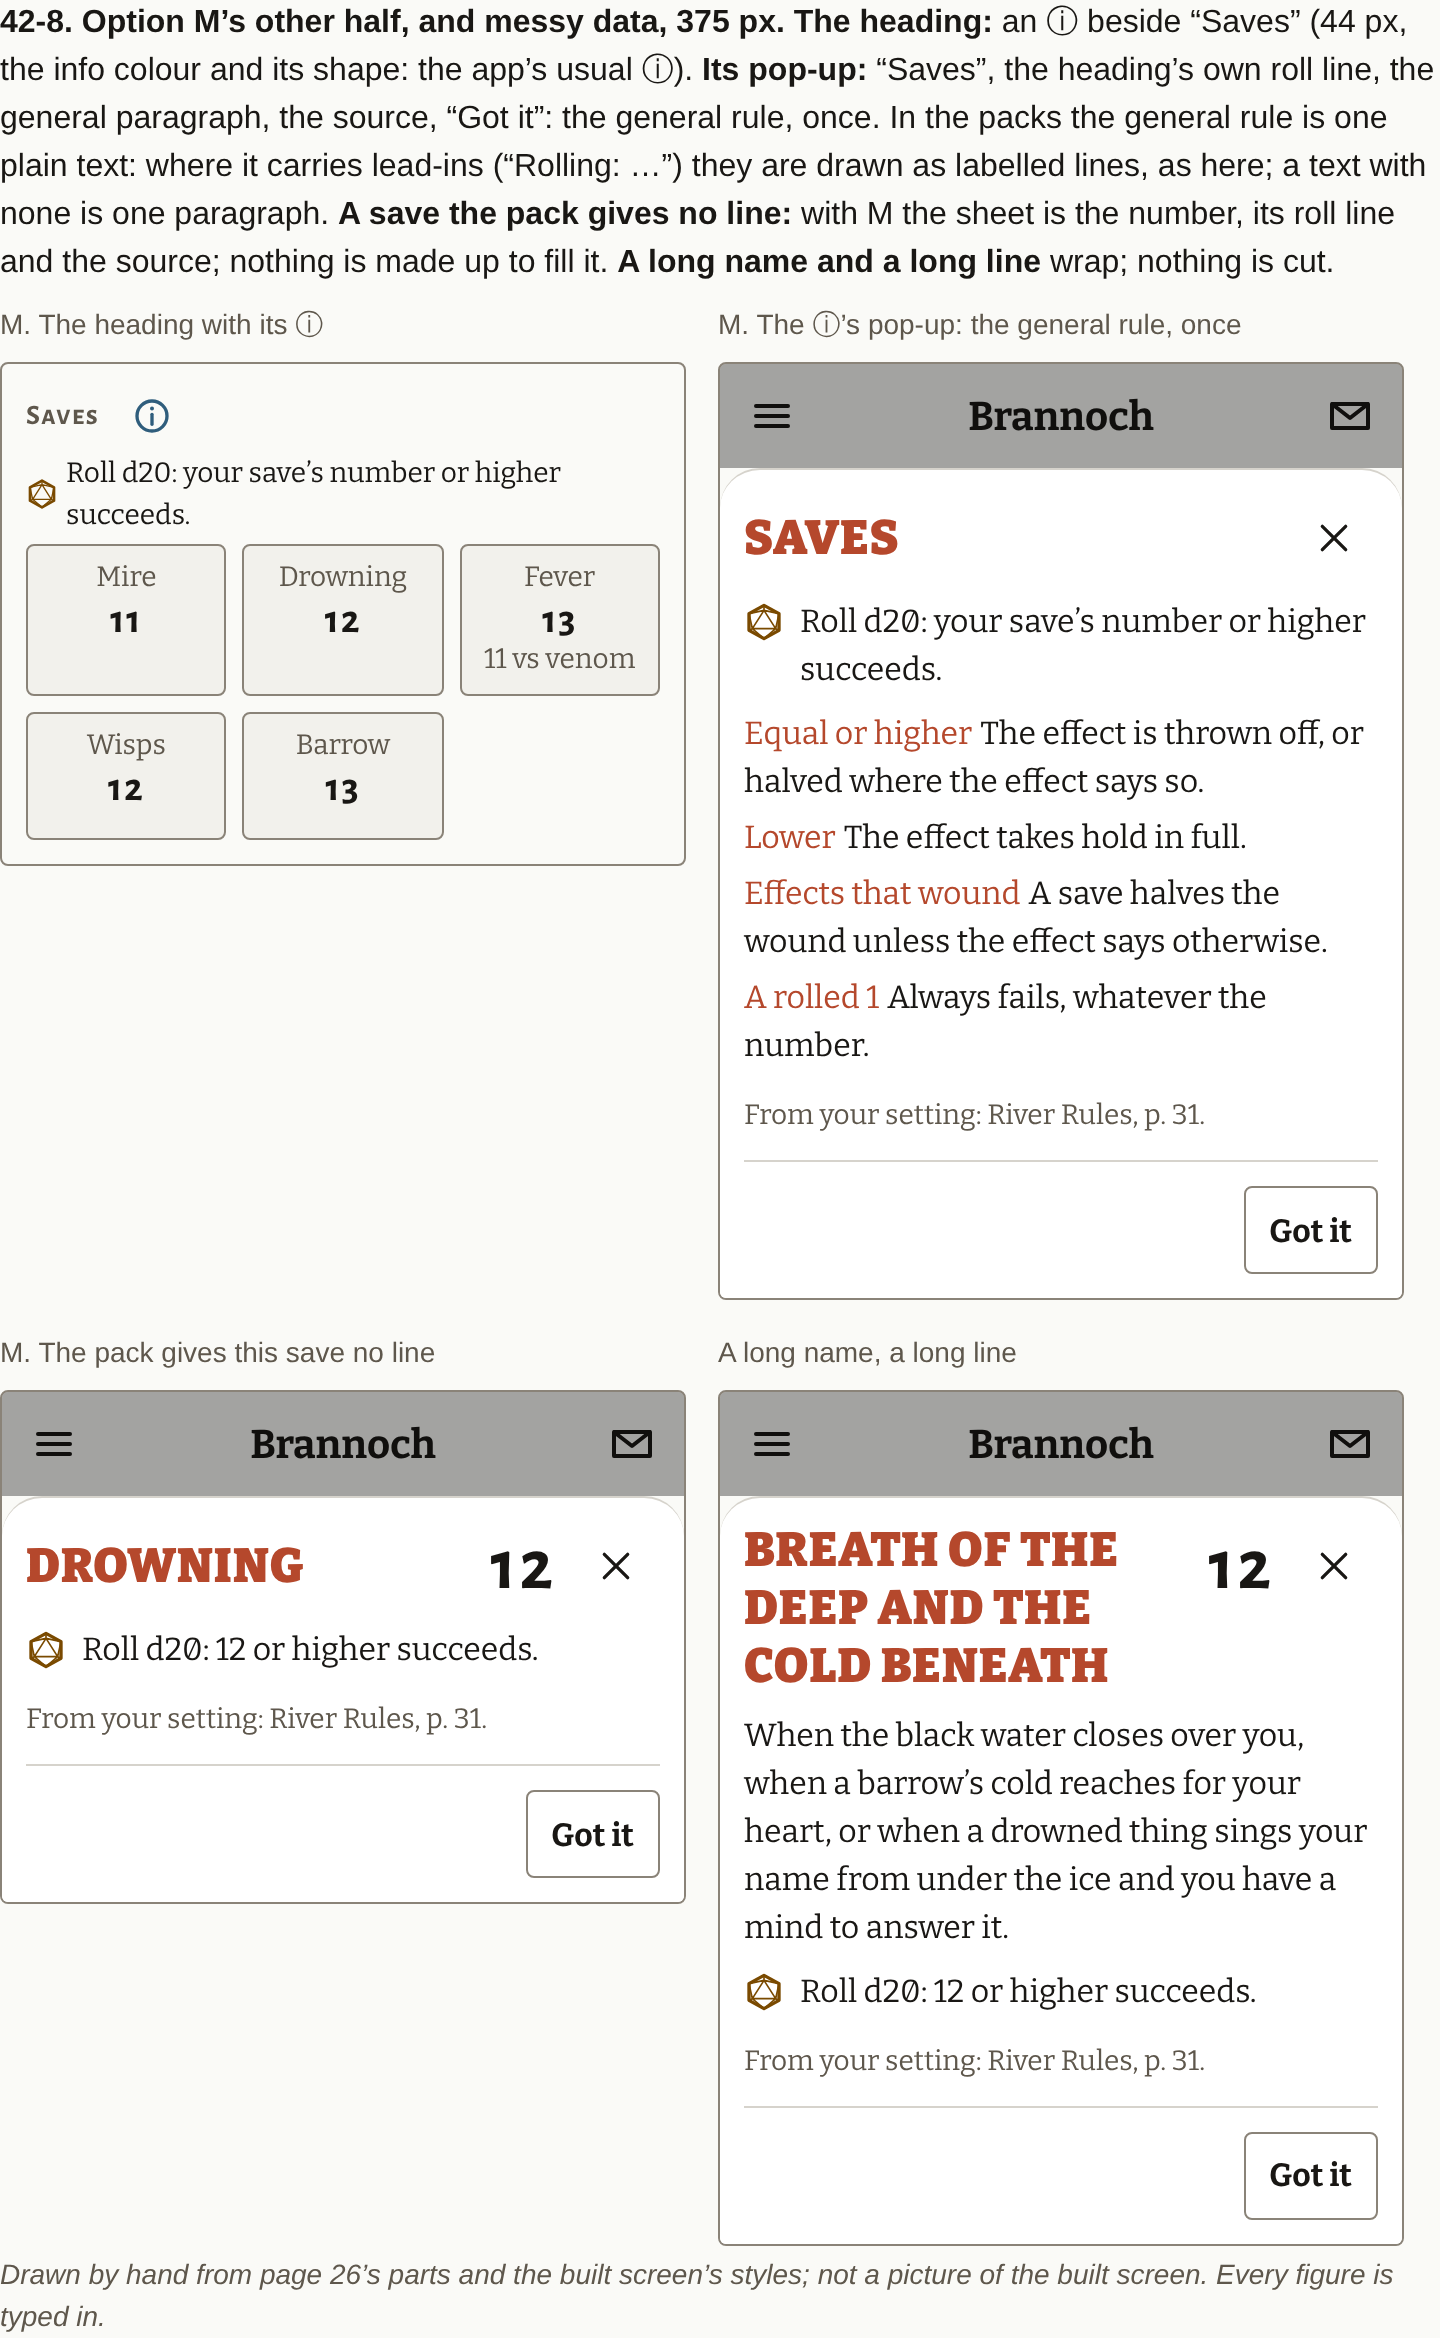 42-8. Option M’s other half, and messy data, 375 px. The heading: an ⓘ beside “Saves” (44 px,
the info colour and its shape: the app’s usual ⓘ). Its pop-up: “Saves”, the heading’s own roll line, the
general paragraph, the source, “Got it”: the general rule, once. In the packs the general rule is one
plain text: where it carries lead-ins (“Rolling: …”) they are drawn as labelled lines, as here; a text with
none is one paragraph. A save the pack gives no line: with M the sheet is the number, its roll line
and the source; nothing is made up to fill it. A long name and a long line wrap; nothing is cut.
M. The heading with its ⓘ
Saves ⓘ
Roll d20: your save’s number or higher
succeeds.
Mire
11
Drowning
12
Fever
13
11 vs venom
Wisps
12
Barrow
13
M. The ⓘ’s pop-up: the general rule, once
Brannoch
SAVES
Roll d20: your save’s number or higher
succeeds.
Equal or higher The effect is thrown off, or
halved where the effect says so.
Lower The effect takes hold in full.
Effects that wound A save halves the
wound unless the effect says otherwise.
A rolled 1 Always fails, whatever the
number.
From your setting: River Rules, p. 31.
Got it
M. The pack gives this save no line
Brannoch
DROWNING 12
Roll d20: 12 or higher succeeds.
From your setting: River Rules, p. 31.
Got it
A long name, a long line
Brannoch
BREATH OF THE 12
DEEP AND THE
COLD BENEATH
When the black water closes over you,
when a barrow’s cold reaches for your
heart, or when a drowned thing sings your
name from under the ice and you have a
mind to answer it.
Roll d20: 12 or higher succeeds.
From your setting: River Rules, p. 31.
Got it
Drawn by hand from page 26’s parts and the built screen’s styles; not a picture of the built screen. Every figure is
typed in.